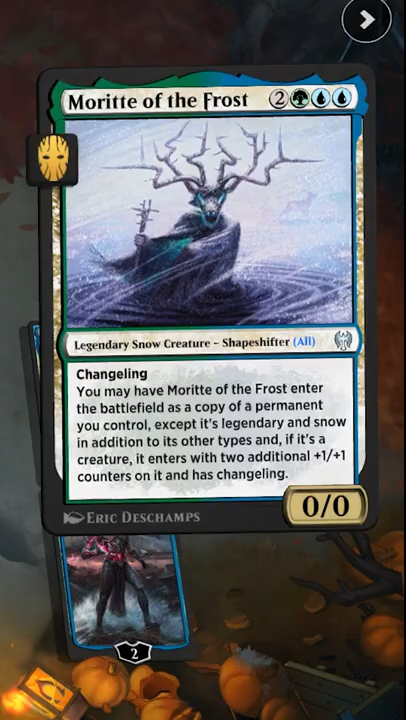 Moritte of the Frost 2
Legendary Snow Creature – Shapeshifter (All)
Changeling
You may have Moritte of the Frost enter
the battlefield as a copy of a permanent
you control, except it's legendary and snow
in addition to its other types and, if it's a
creature, it enters with two additional +1/+1
counters on it and has changeling.
0/0
Eric Deschamps
2